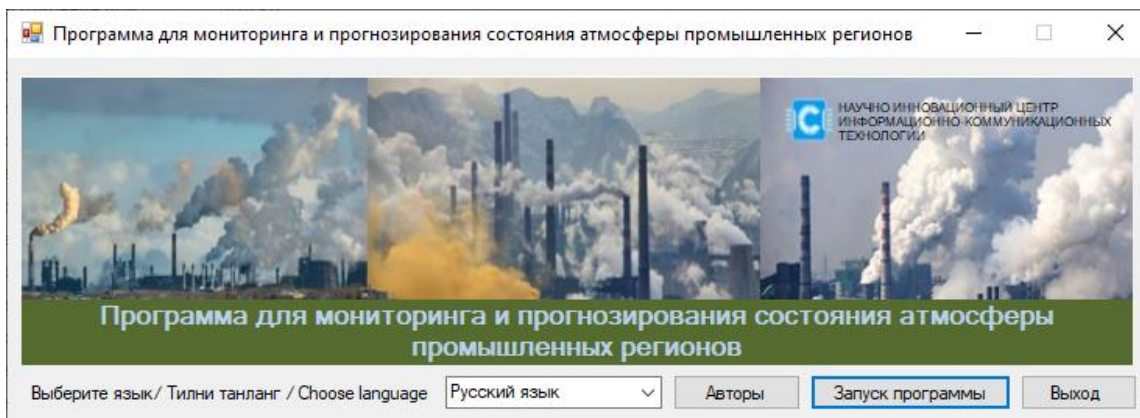 Программа для мониторинга и прогнозирования состояния атмосферы промышленных регионов
НАУЧНО ИННОВАЦИОННЫЙ ЦЕНТР
ИНФОРМАЦИОННО-КОММУНИКАЦИОННЫХ
ТЕХНОЛОГИИ
Программа для мониторинга и прогнозирования состояния атмосферы
промышленных регионов
Выберите язык/ Тилни танланг / Choose language Русский язык Авторы Запуск программы Выход